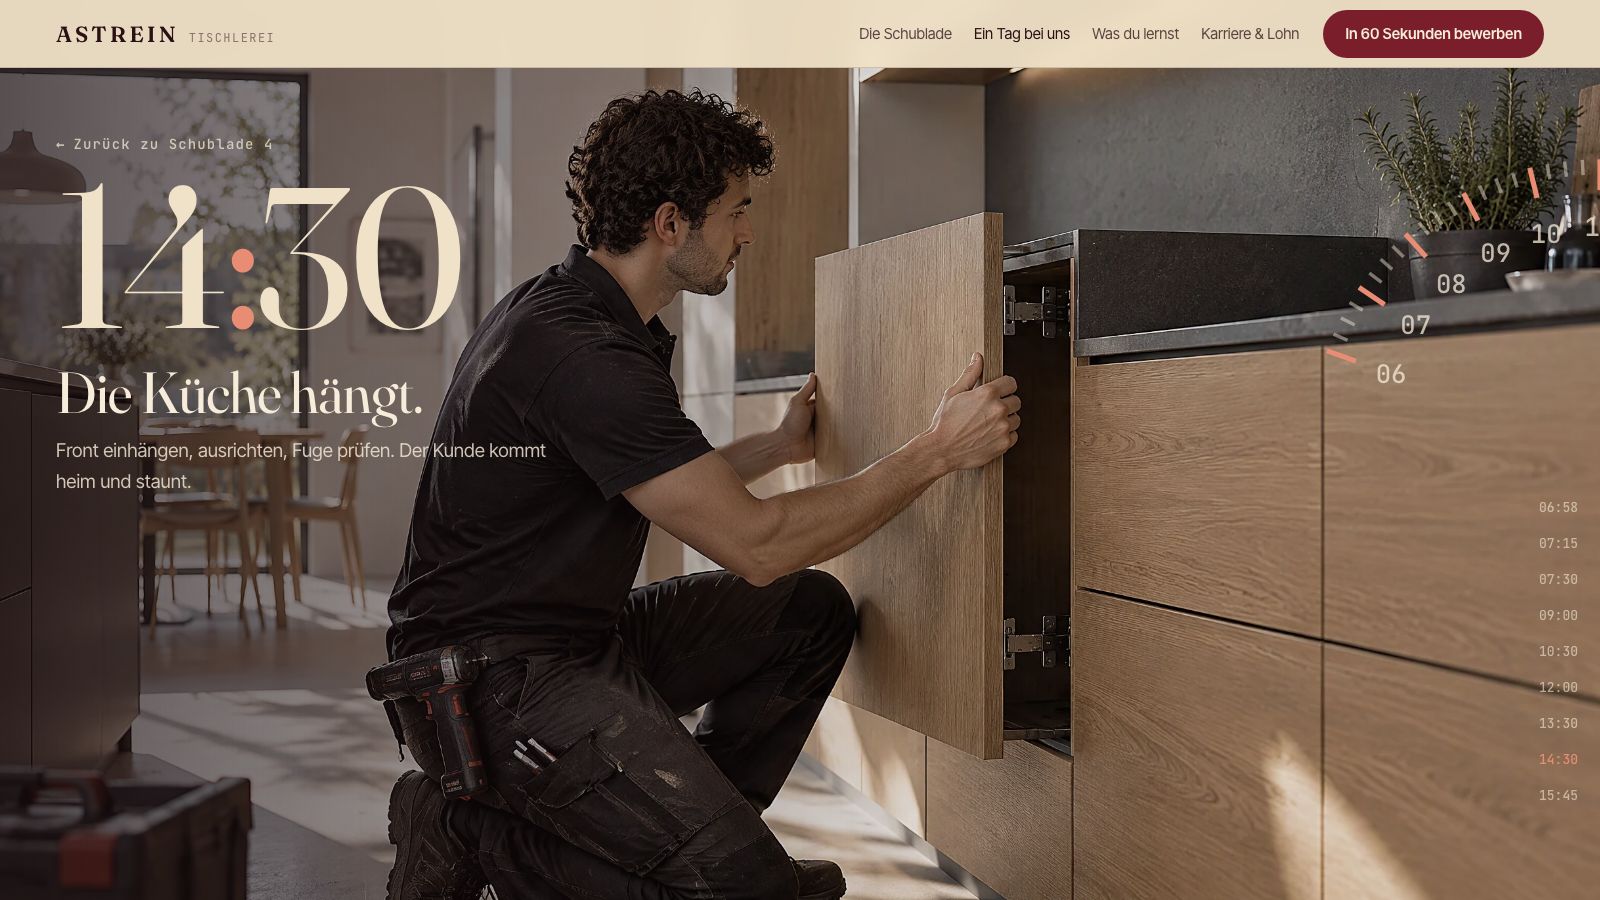 ASTREIN TISCHLEREI
Die Schublade
Ein Tag bei uns
Was du lernst
Karriere & Lohn
In 60 Sekunden bewerben
← Zurück zu Schublade 4
14:30
Die Küche hängt.
Front einhängen, ausrichten, Fuge prüfen. Der Kunde kommt
heim und staunt.
10
09
08
07
06
06:58
07:15
07:30
09:00
10:30
12:00
13:30
14:30
15:45